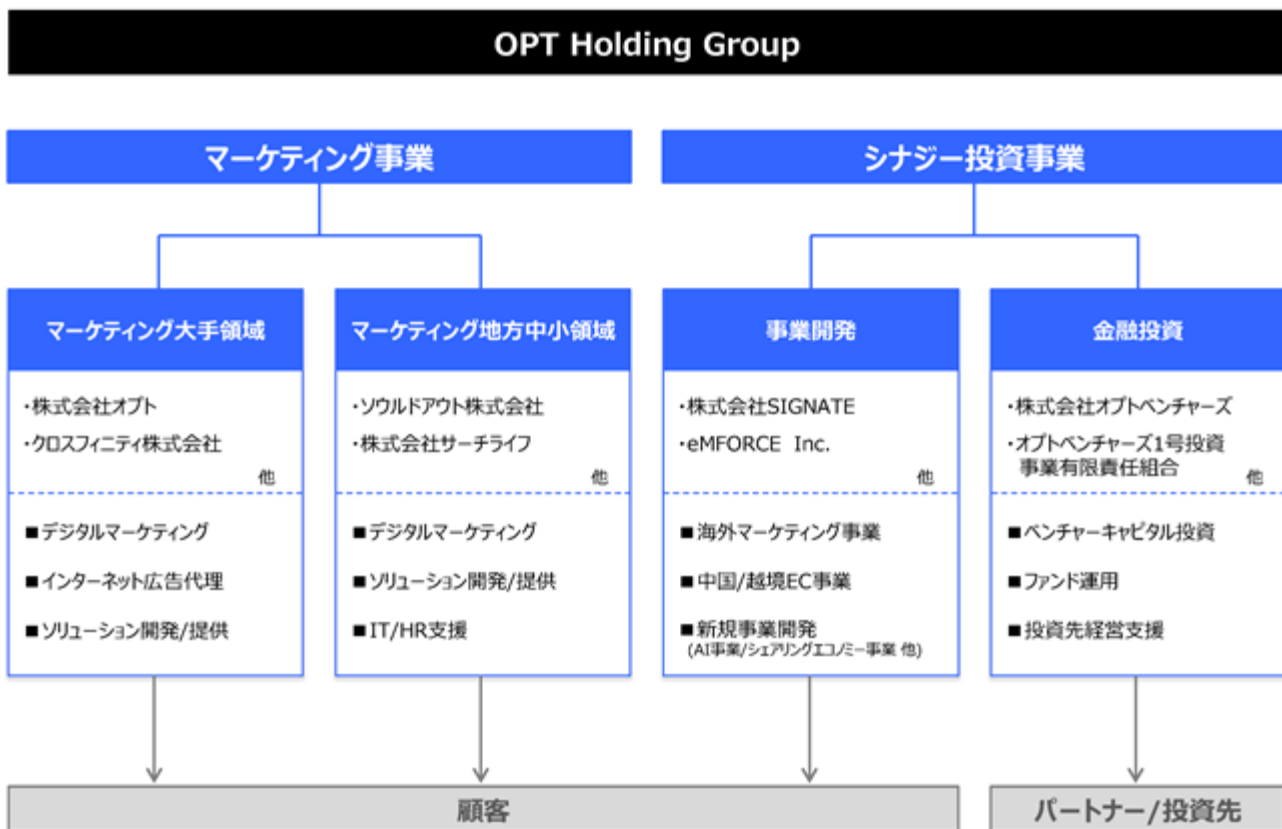 OPT Holding Group
マーケティング事業
シナジー投資事業
マーケティング大手領域
・株式会社オプト
・クロスフィニティ株式会社
他
■デジタルマーケティング
■インターネット広告代理
■ソリューション開発/提供
マーケティング地方中小領域
・ソウルドアウト株式会社
・株式会社サーチライフ
他
■デジタルマーケティング
■ソリューション開発/提供
■IT/HR支援
事業開発
・株式会社SIGNATE
・eMFORCE Inc.
他
■海外マーケティング事業
■中国/越境EC事業
■新規事業開発
(AI事業/シェアリングエコノミー事業 他)
金融投資
・株式会社オプトベンチャーズ
・オプトベンチャーズ1号投資
事業有限責任組合
他
■ベンチャーキャピタル投資
■ファンド運用
■投資先経営支援
顧客
パートナー/投資先